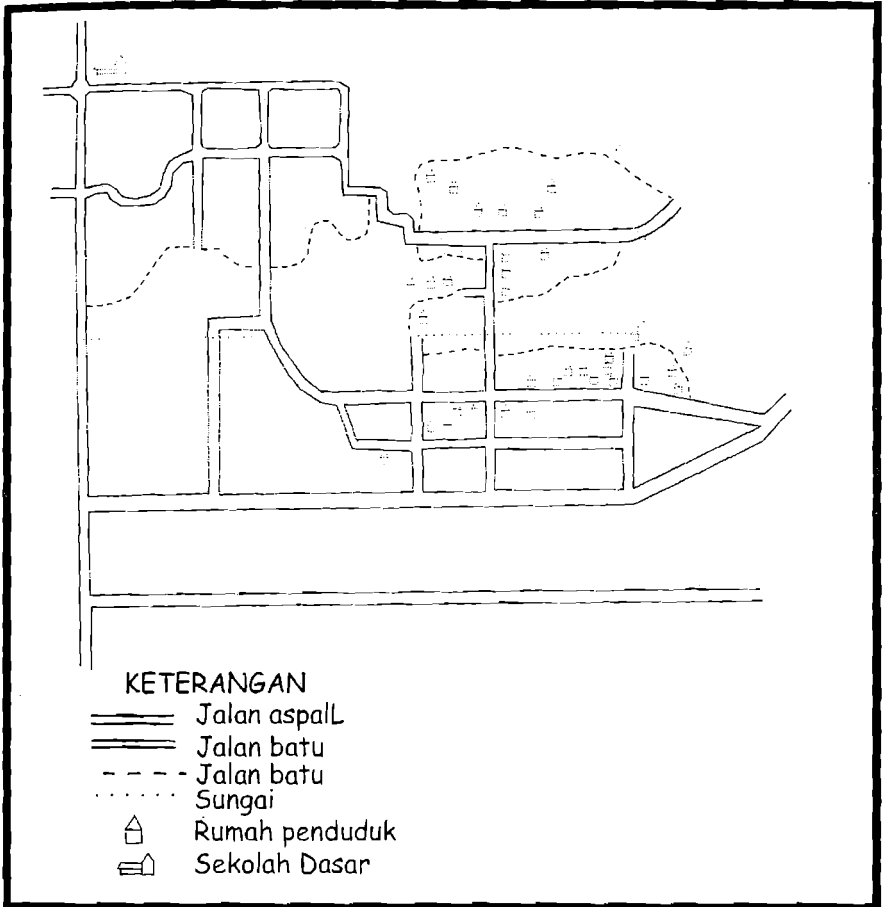 KETERANGAN
Jalan aspalL
Jalan batu
Jalan batu
Sungai
Rumah penduduk
Sekolah Dasar